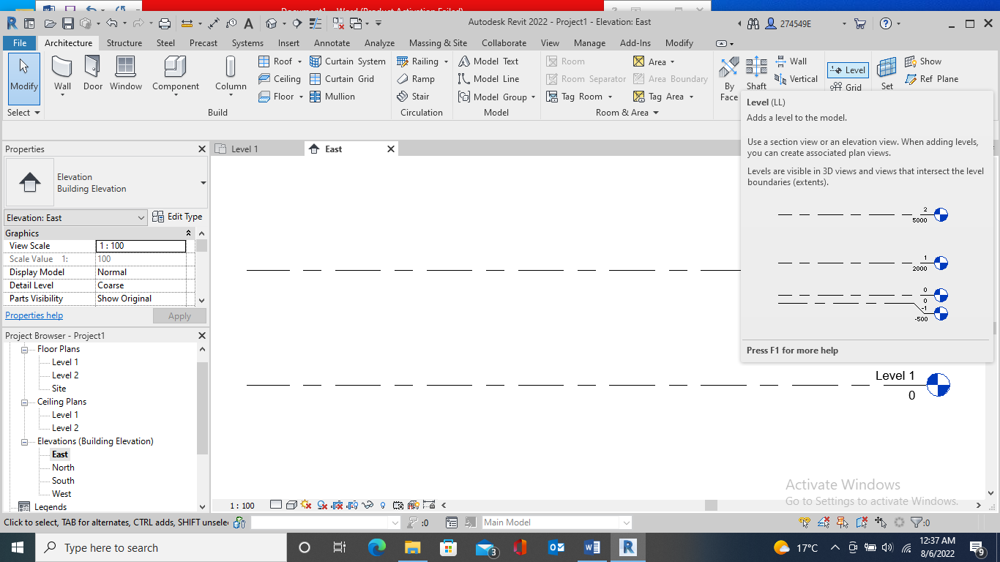 Document1 - Word (Product Activation Failed)
Autodesk Revit 2022 - Project1 - Elevation: East
274549E
File Architecture Structure Steel Precast Systems Insert Annotate Analyze Massing & Site Collaborate View Manage Add-Ins Modify
Modify
Wall
Door
Window
Component
Column
Roof
Ceiling
Floor
Curtain System
Curtain Grid
Mullion
Railing
Ramp
Stair
Model Text
Model Line
Model Group
Room
Room Separator
Tag Room
Area
Area Boundary
Tag Area
By
Face
Shaft
Wall
Vertical
Level
Grid
Set
Show
Ref Plane
Select
Build
Circulation
Model
Room & Area
Level (LL)
Adds a level to the model.
Use a section view or an elevation view. When adding levels,
you can create associated plan views.
Levels are visible in 3D views and views that intersect the level
boundaries (extents).
2
5000
1
2000
0
0
-1
-500
Press F1 for more help
Properties
Elevation
Building Elevation
Elevation: East
Edit Type
Graphics
View Scale 1 : 100
Scale Value 1: 100
Display Model Normal
Detail Level Coarse
Parts Visibility Show Original
Properties help
Apply
Project Browser - Project1
Floor Plans
Level 1
Level 2
Site
Ceiling Plans
Level 1
Level 2
Elevations (Building Elevation)
East
North
South
West
Legends
Level 1
East
Level 1
0
Activate Windows
Go to Settings to activate Windows.
1 : 100
Click to select, TAB for alternates, CTRL adds, SHIFT unsele
:0
Main Model
:0
Type here to search
3
17°C
12:37 AM
8/6/2022
9